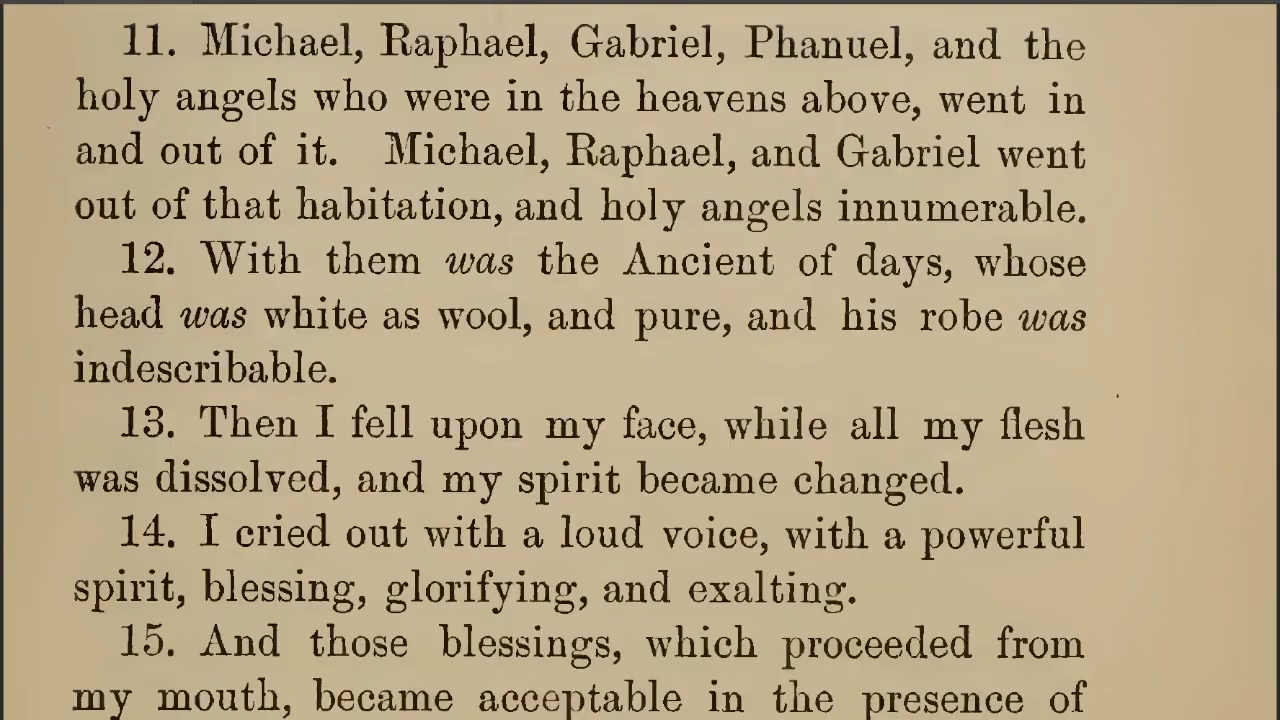 11. Michael, Raphael, Gabriel, Phanuel, and the
holy angels who were in the heavens above, went in
and out of it. Michael, Raphael, and Gabriel went
out of that habitation, and holy angels innumerable.
12. With them was the Ancient of days, whose
head was white as wool, and pure, and his robe was
indescribable.
13. Then I fell upon my face, while all my flesh
was dissolved, and my spirit became changed.
14. I cried out with a loud voice, with a powerful
spirit, blessing, glorifying, and exalting.
15. And those blessings, which proceeded from
my mouth, became acceptable in the presence of